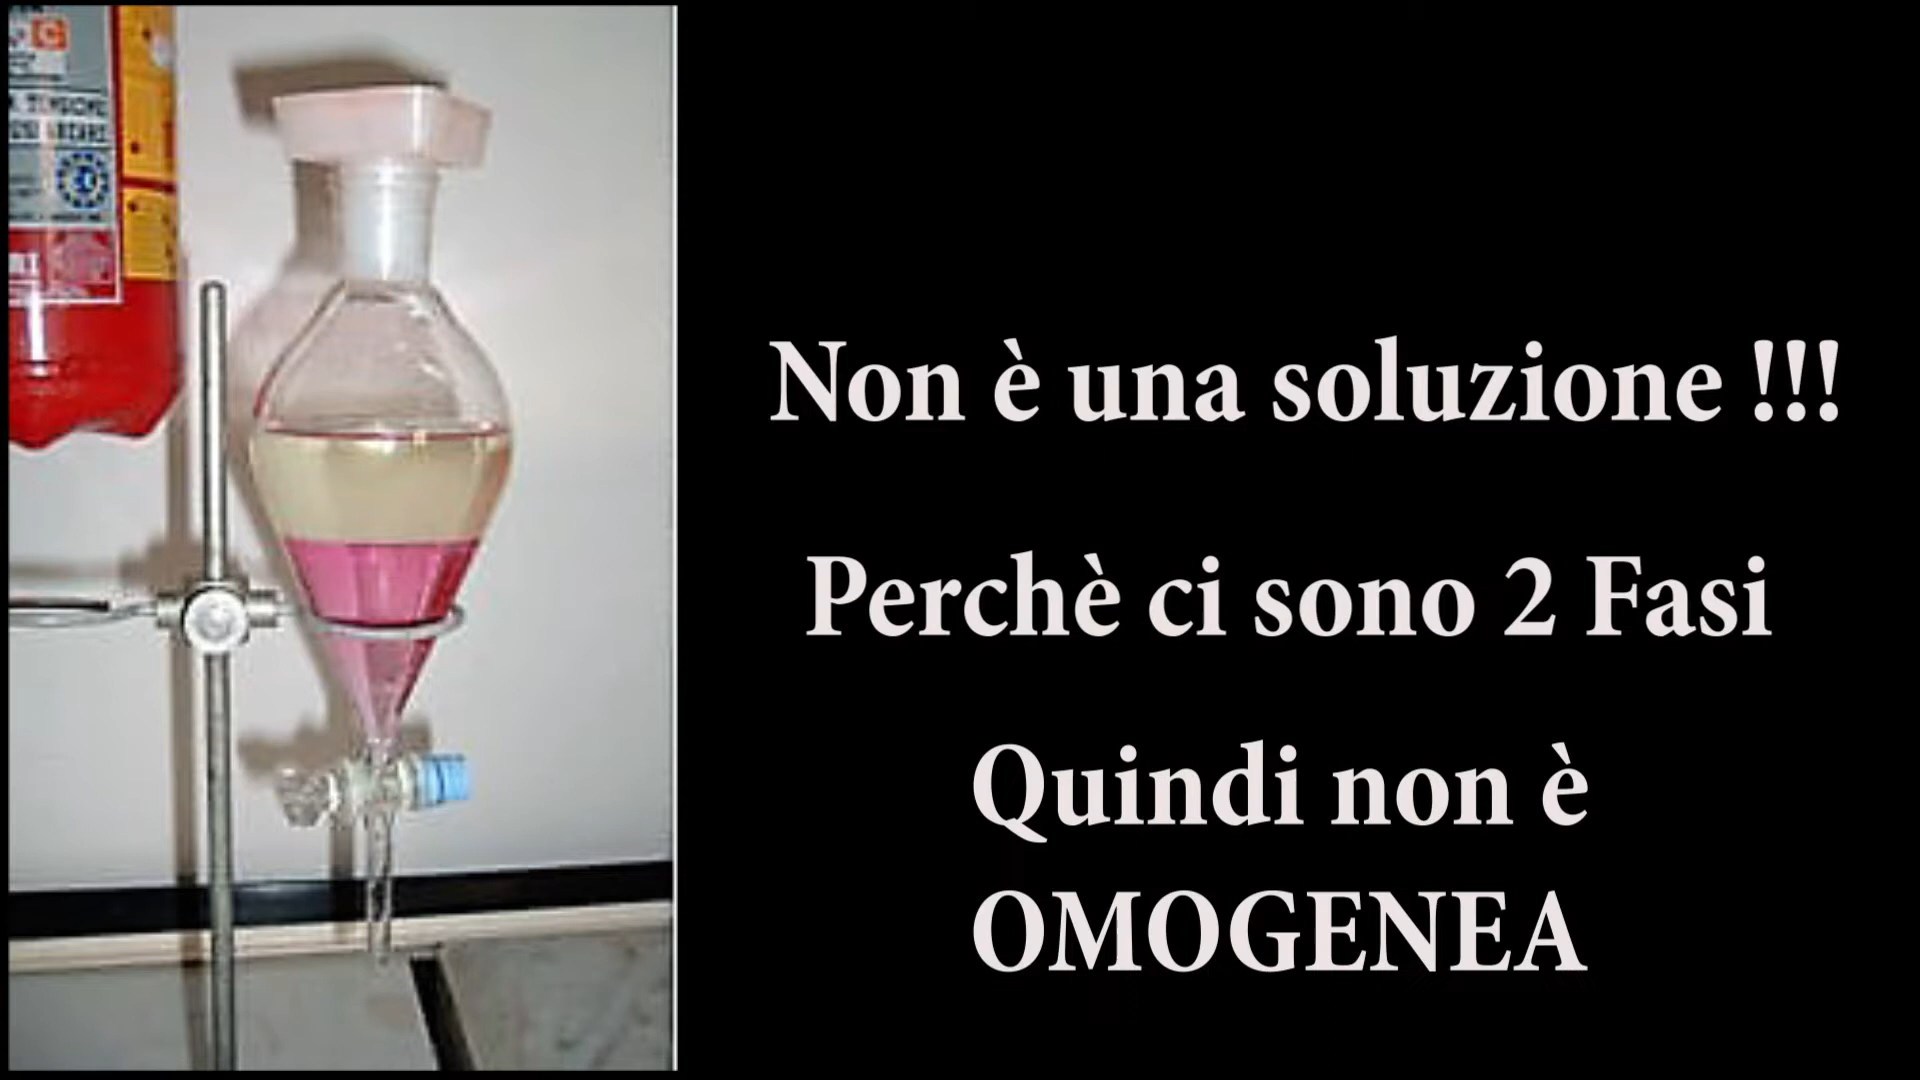 Non è una soluzione !!!
Perchè ci sono 2 Fasi
Quindi non è
OMOGENEA